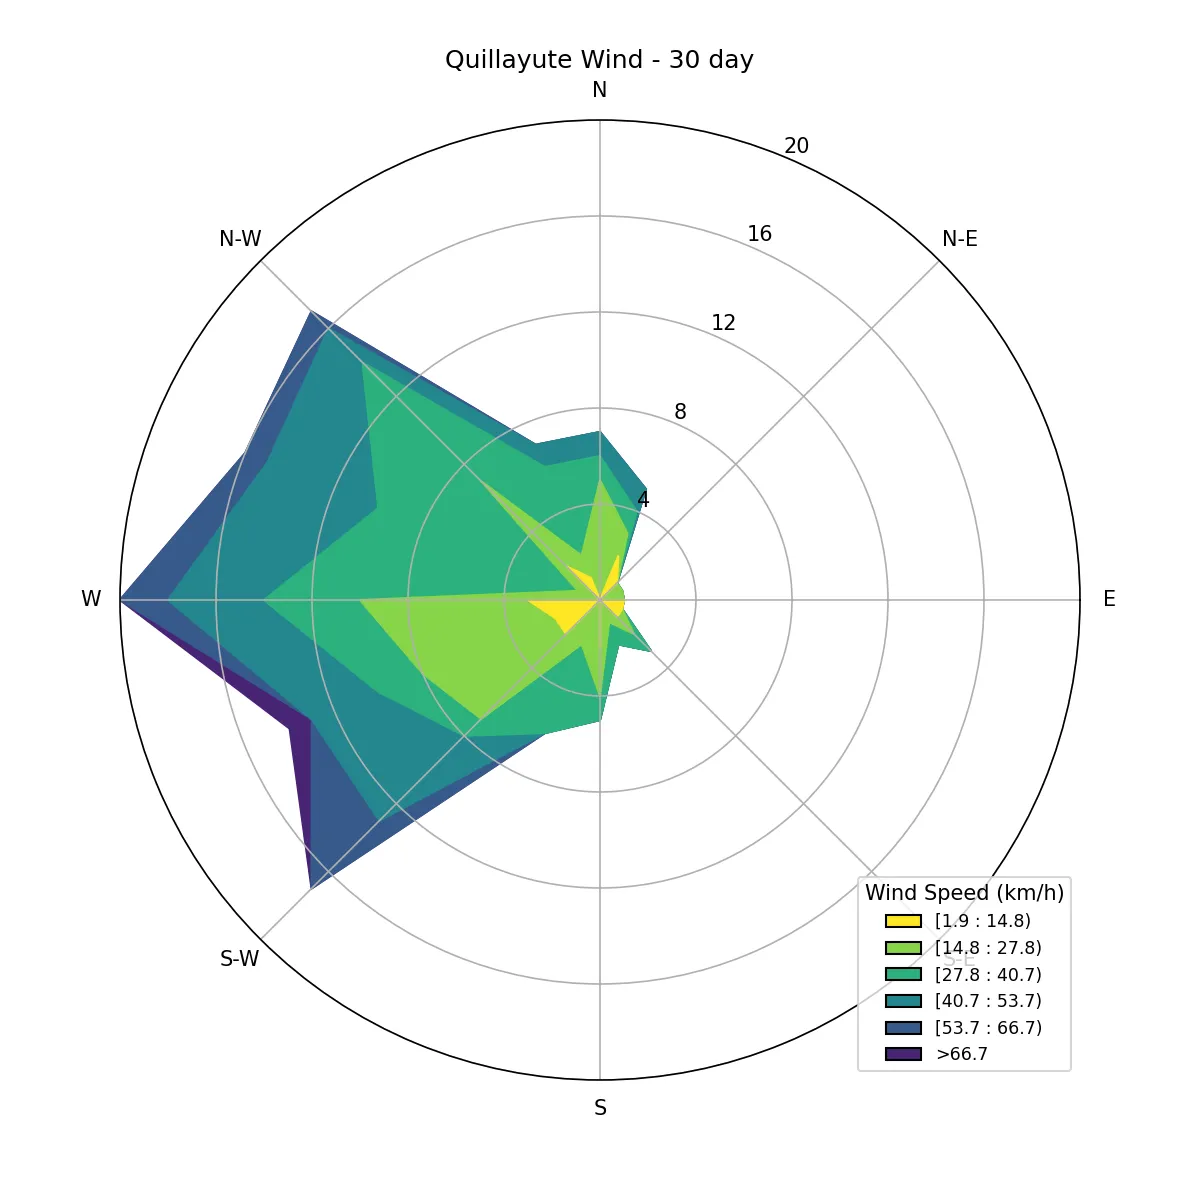 Quillayute Wind - 30 day
N
20
16
N-W
N-E
12
8
4
W
E
Wind Speed (km/h)
[1.9 : 14.8)
[14.8 : 27.8)
S-W
S-E
[27.8 : 40.7)
[40.7 : 53.7)
[53.7 : 66.7)
>66.7
S